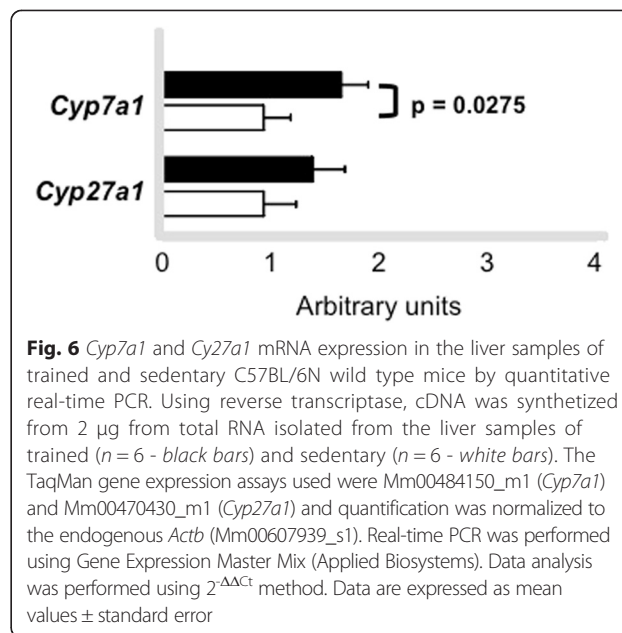 Cyp7a1
p = 0.0275
Cyp27a1
0 1 2 3 4
Arbitrary units
Fig. 6 Cyp7a1 and Cy27a1 mRNA expression in the liver samples of
trained and sedentary C57BL/6N wild type mice by quantitative
real-time PCR. Using reverse transcriptase, cDNA was synthetized
from 2 μg from total RNA isolated from the liver samples of
trained (n = 6 - black bars) and sedentary (n = 6 - white bars). The
TaqMan gene expression assays used were Mm00484150_m1 (Cyp7a1)
and Mm00470430_m1 (Cyp27a1) and quantification was normalized to
the endogenous Actb (Mm00607939_s1). Real-time PCR was performed
using Gene Expression Master Mix (Applied Biosystems). Data analysis
was performed using 2-ΔΔCt method. Data are expressed as mean
values ± standard error